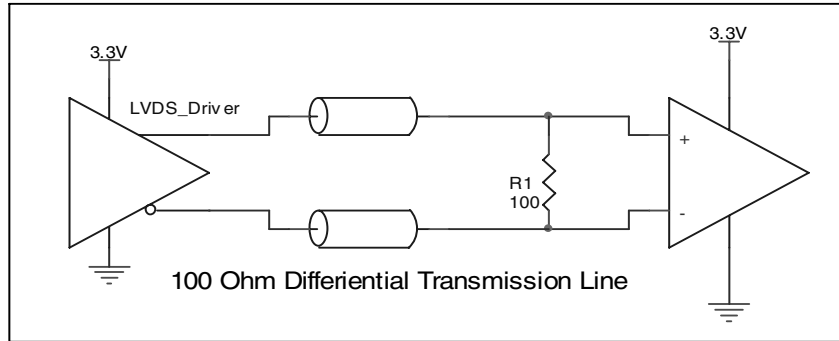 3.3V
3.3V
LVDS_Driver
+
R1
100
-
100 Ohm Differiential Transmission Line